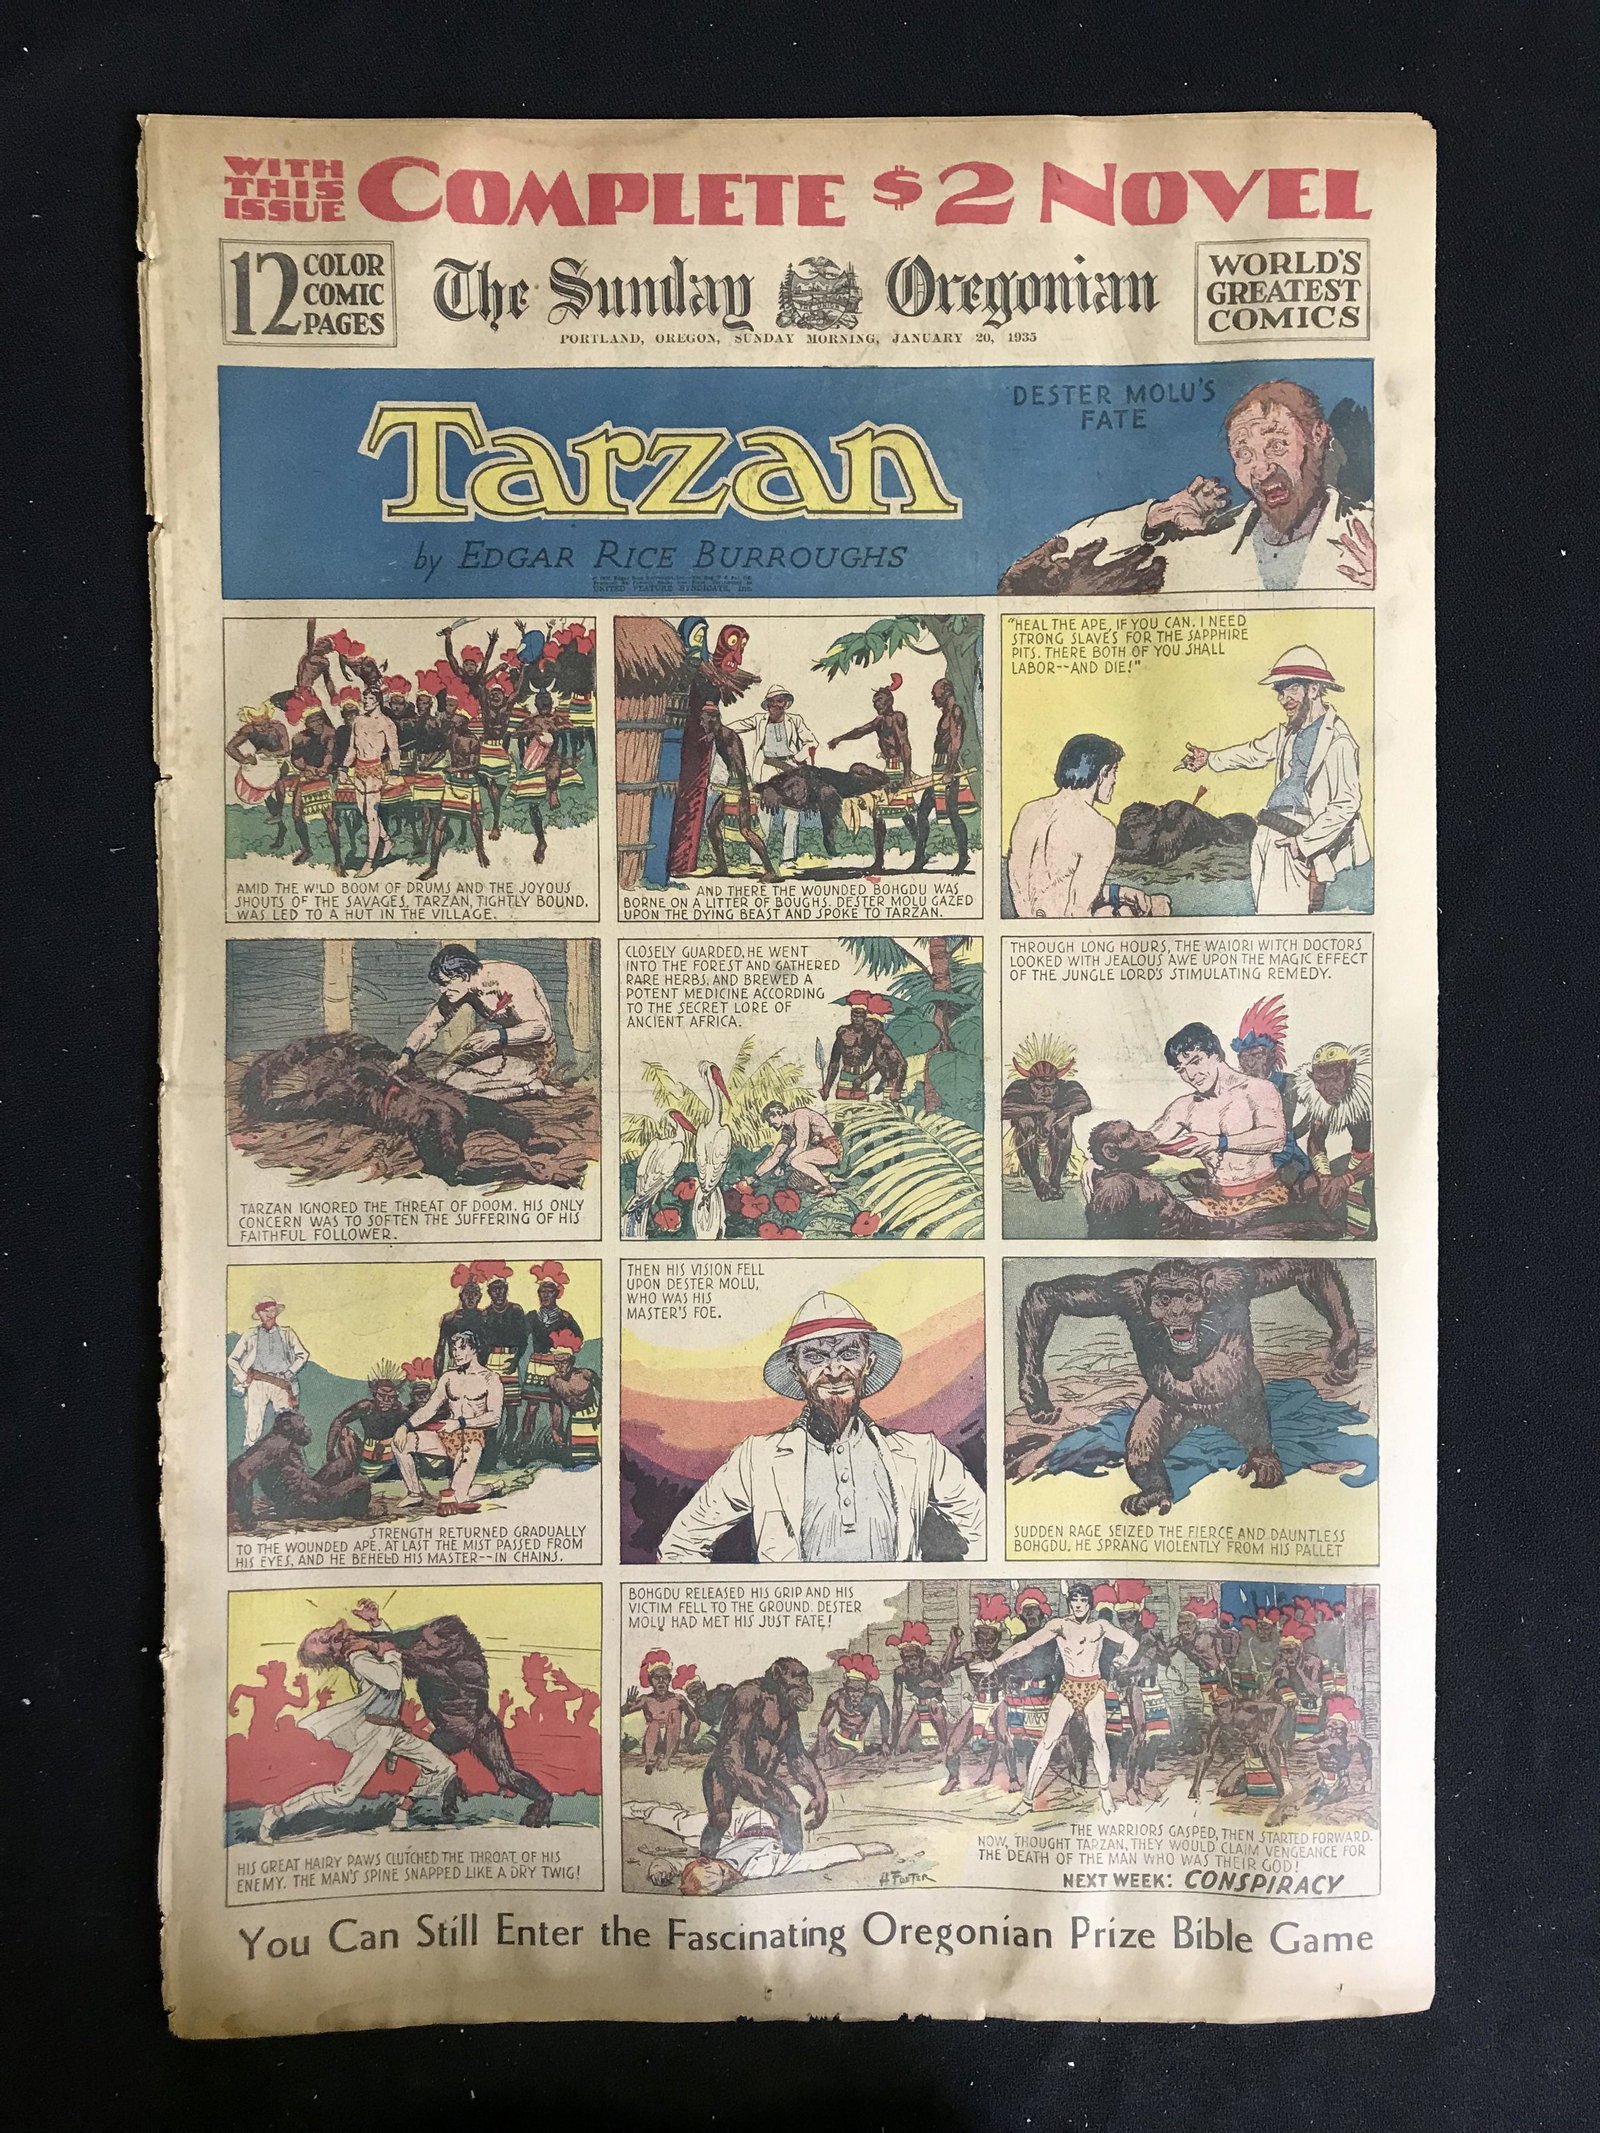 WITH
THIS
ISSUE
COMPLETE $2 NOVEL
12 COLOR
COMIC
PAGES
The Sunday Oregonian
PORTLAND, OREGON, SUNDAY MORNING, JANUARY 20, 1935
WORLD'S
GREATEST
COMICS
Tarzan
by EDGAR RICE BURROUGHS
UNITED FEATURE SYNDICATE, Inc.
DESTER MOLU'S
FATE
AMID THE WILD BOOM OF DRUMS AND THE JOYOUS
SHOUTS OF THE SAVAGES, TARZAN, TIGHTLY BOUND,
WAS LED TO A HUT IN THE VILLAGE.
AND THERE THE WOUNDED BOHGDU WAS
BORNE ON A LITTER OF BOUGHS. DESTER MOLU GAZED
UPON THE DYING BEAST AND SPOKE TO TARZAN.
"HEAL THE APE, IF YOU CAN. I NEED
STRONG SLAVES FOR THE SAPPHIRE
PITS. THERE BOTH OF YOU SHALL
LABOR--AND DIE!"
TARZAN IGNORED THE THREAT OF DOOM. HIS ONLY
CONCERN WAS TO SOFTEN THE SUFFERING OF HIS
FAITHFUL FOLLOWER.
CLOSELY GUARDED, HE WENT
INTO THE FOREST AND GATHERED
RARE HERBS, AND BREWED A
POTENT MEDICINE ACCORDING
TO THE SECRET LORE OF
ANCIENT AFRICA.
THROUGH LONG HOURS, THE WAIORI WITCH DOCTORS
LOOKED WITH JEALOUS AWE UPON THE MAGIC EFFECT
OF THE JUNGLE LORD'S STIMULATING REMEDY.
STRENGTH RETURNED GRADUALLY
TO THE WOUNDED APE. AT LAST THE MIST PASSED FROM
HIS EYES, AND HE BEHELD HIS MASTER--IN CHAINS.
THEN HIS VISION FELL
UPON DESTER MOLU,
WHO WAS HIS
MASTER'S FOE.
SUDDEN RAGE SEIZED THE FIERCE AND DAUNTLESS
BOHGDU. HE SPRANG VIOLENTLY FROM HIS PALLET
HIS GREAT HAIRY PAWS CLUTCHED THE THROAT OF HIS
ENEMY. THE MAN'S SPINE SNAPPED LIKE A DRY TWIG!
BOHGDU RELEASED HIS GRIP AND HIS
VICTIM FELL TO THE GROUND. DESTER
MOLU HAD MET HIS JUST FATE!
H FOSTER
THE WARRIORS GASPED, THEN STARTED FORWARD.
NOW, THOUGHT TARZAN, THEY WOULD CLAIM VENGEANCE FOR
THE DEATH OF THE MAN WHO WAS THEIR GOD!
NEXT WEEK: CONSPIRACY
You Can Still Enter the Fascinating Oregonian Prize Bible Game